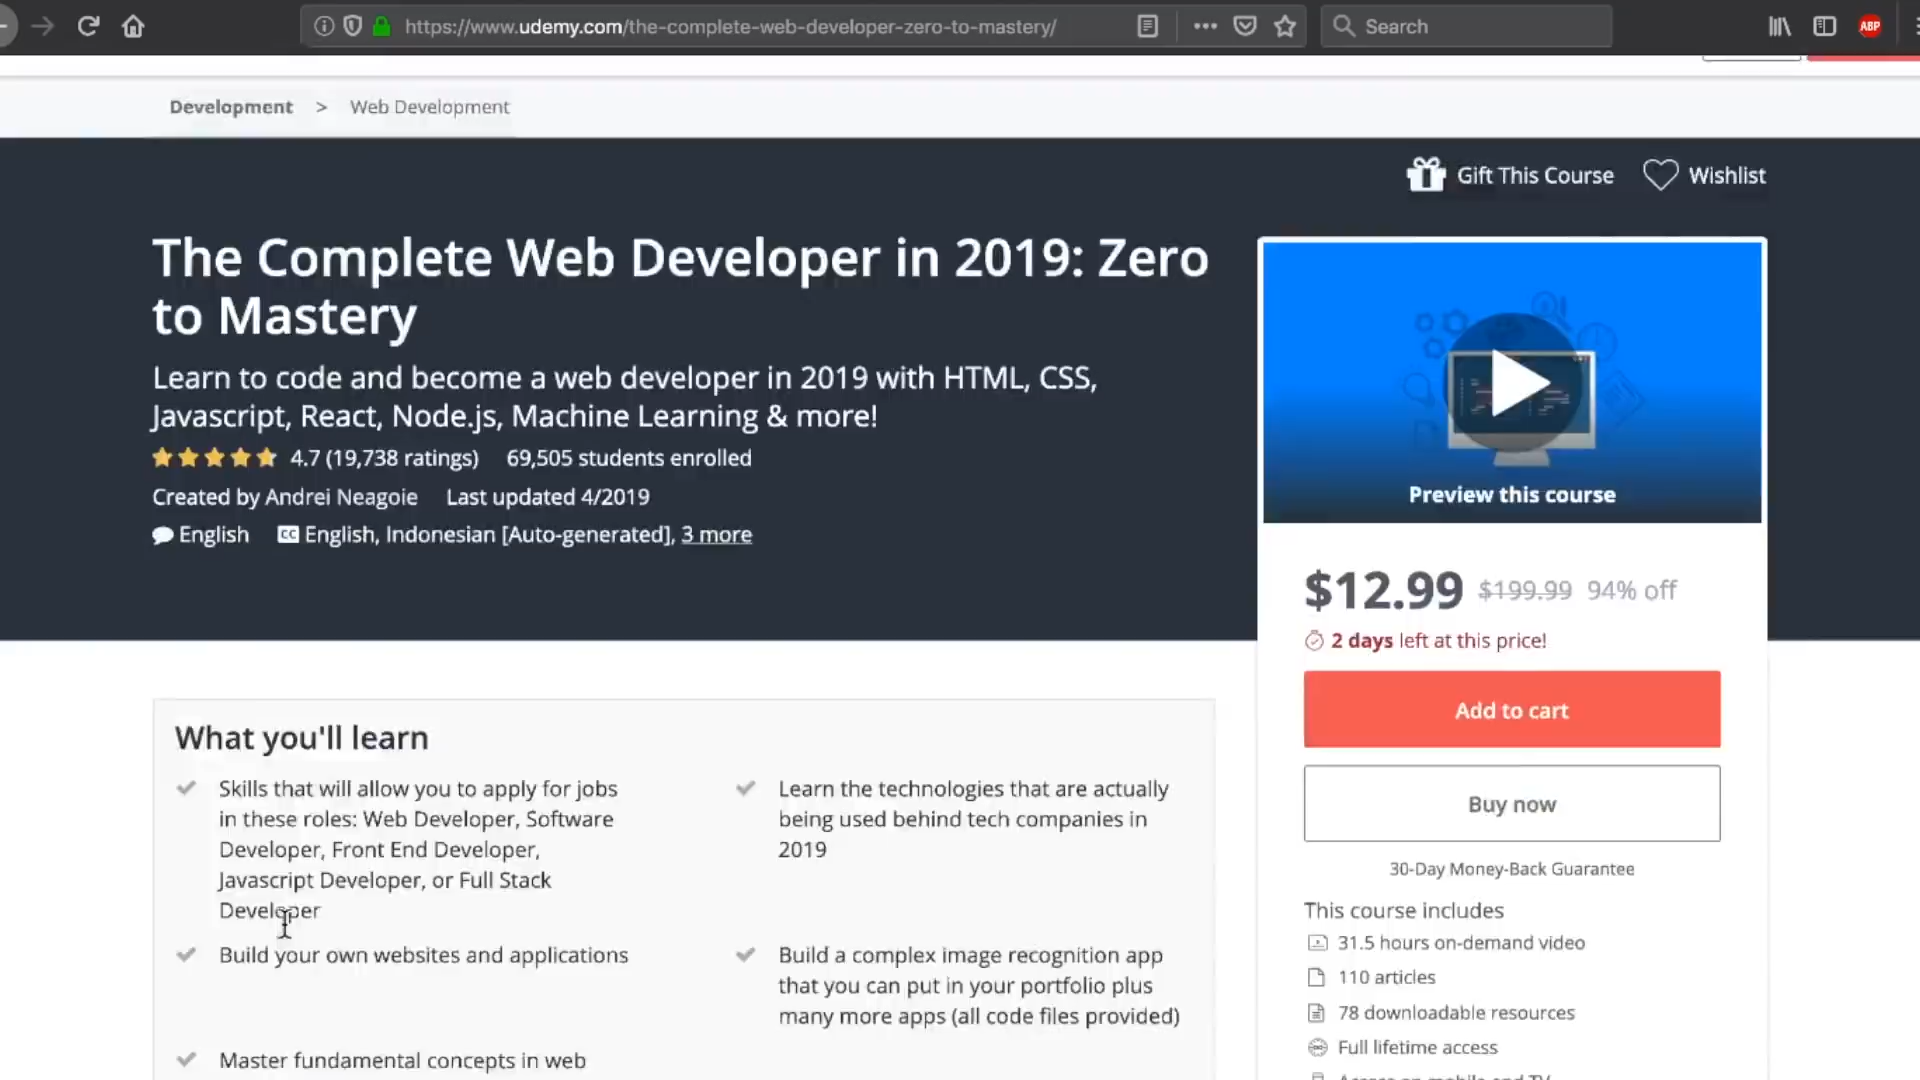 https://www.udemy.com/the-complete-web-developer-zero-to-mastery/
Search
ABP
Development > Web Development
Gift This Course
Wishlist
The Complete Web Developer in 2019: Zero
to Mastery
Learn to code and become a web developer in 2019 with HTML, CSS,
Javascript, React, Node.js, Machine Learning & more!
4.7 (19,738 ratings) 69,505 students enrolled
Created by Andrei Neagoie Last updated 4/2019
English CC English, Indonesian [Auto-generated], 3 more
Preview this course
$12.99 $199.99 94% off
2 days left at this price!
Add to cart
Buy now
30-Day Money-Back Guarantee
This course includes
31.5 hours on-demand video
110 articles
78 downloadable resources
Full lifetime access
What you'll learn
Skills that will allow you to apply for jobs
in these roles: Web Developer, Software
Developer, Front End Developer,
Javascript Developer, or Full Stack
Developer
Learn the technologies that are actually
being used behind tech companies in
2019
Build your own websites and applications
Build a complex image recognition app
that you can put in your portfolio plus
many more apps (all code files provided)
Master fundamental concepts in web